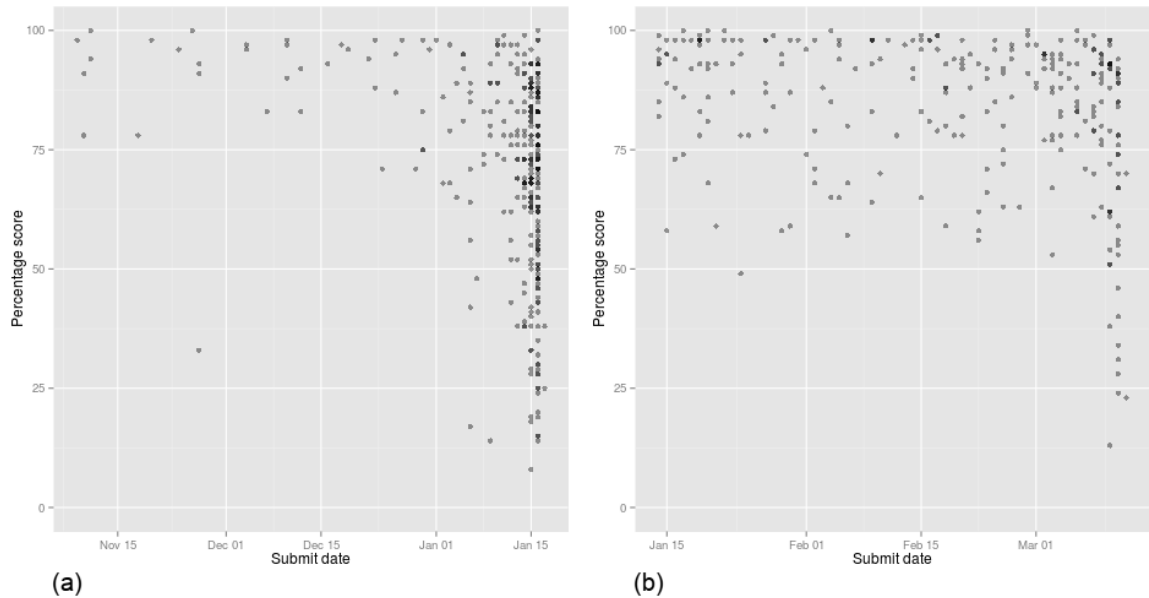 100
75
50
25
0
Percentage score
Nov 15
Dec 01
Dec 15
Jan 01
Jan 15
Submit date
(a)
100
75
50
25
0
Percentage score
Jan 15
Feb 01
Feb 15
Mar 01
Submit date
(b)